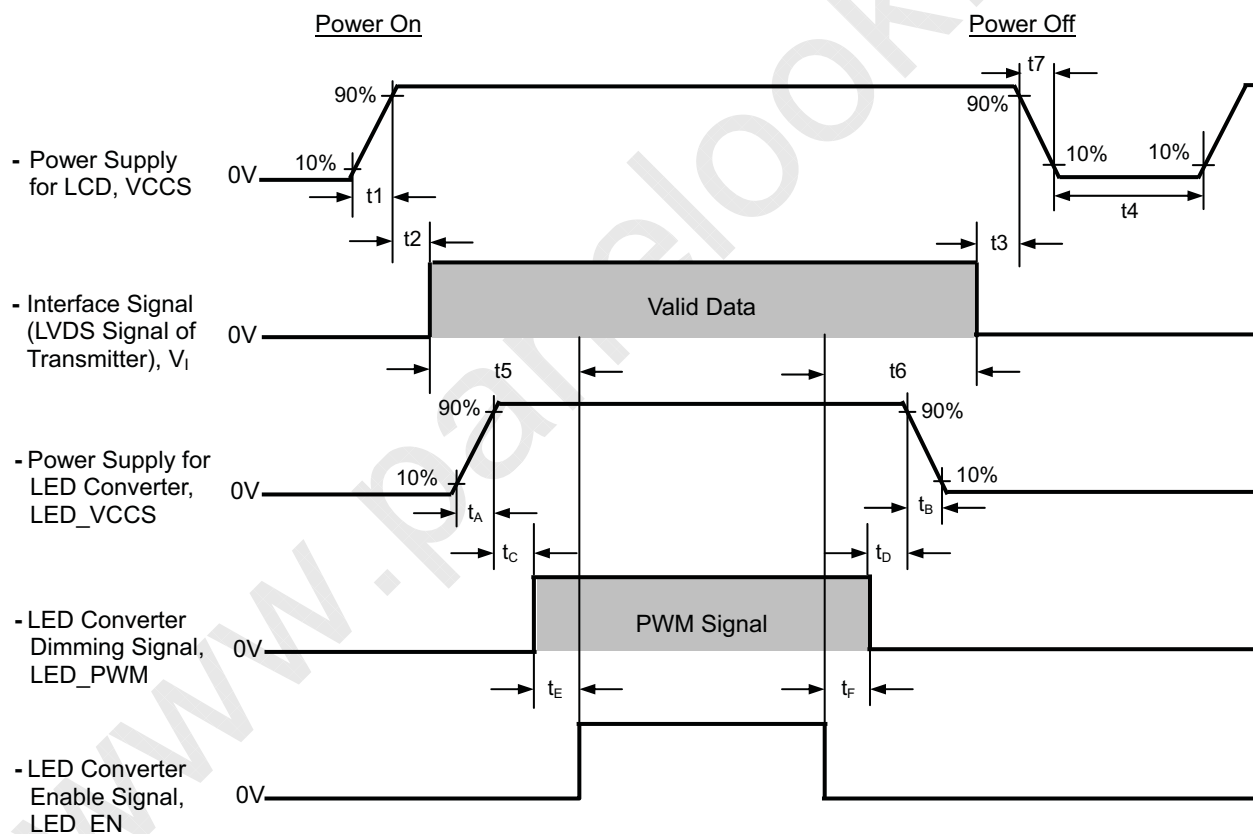 Power On
Power Off
t7
90%
90%
10%
10%
10%
- Power Supply
for LCD, VCCS
0V
t1
t4
t2
t3
Valid Data
- Interface Signal
(LVDS Signal of
Transmitter), VI
0V
t5
t6
90%
90%
- Power Supply for
LED Converter,
LED_VCCS
10%
10%
0V
tA
tB
tC
tD
PWM Signal
- LED Converter
Dimming Signal,
LED_PWM
0V
tE
tF
- LED Converter
Enable Signal,
LED_EN
0V
www.panelook.